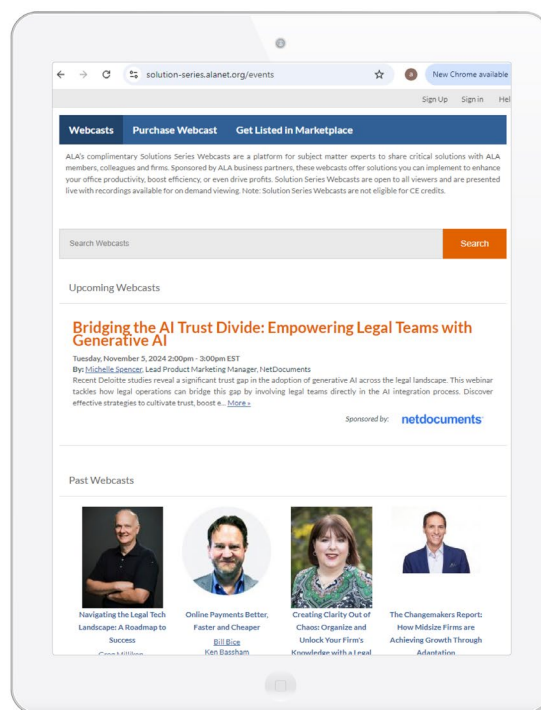 solution-series.alanet.org/events
a
New Chrome available
Sign Up Sign in Hel
Webcasts Purchase Webcast Get Listed in Marketplace
ALA's complimentary Solutions Series Webcasts are a platform for subject matter experts to share critical solutions with ALA
members, colleagues and firms. Sponsored by ALA business partners, these webcasts offer solutions you can implement to enhance
your office productivity, boost efficiency, or even drive profits. Solution Series Webcasts are open to all viewers and are presented
live with recordings available for on demand viewing. Note: Solution Series Webcasts are not eligible for CE credits.
Search Webcasts Search
Upcoming Webcasts
Bridging the AI Trust Divide: Empowering Legal Teams with
Generative AI
Tuesday, November 5, 2024 2:00pm - 3:00pm EST
By: Michelle Spencer, Lead Product Marketing Manager, NetDocuments
Recent Deloitte studies reveal a significant trust gap in the adoption of generative AI across the legal landscape. This webinar
tackles how legal operations can bridge this gap by involving legal teams directly in the AI integration process. Discover
effective strategies to cultivate trust, boost e... More »
Sponsored by: netdocuments
Past Webcasts
Navigating the Legal Tech
Landscape: A Roadmap to
Success
Online Payments Better,
Faster and Cheaper
Bill Bice
Ken Bassham
Creating Clarity Out of
Chaos: Organize and
Unlock Your Firm's
Knowledge with a Legal
The Changemakers Report:
How Midsize Firms are
Achieving Growth Through
Adaptation